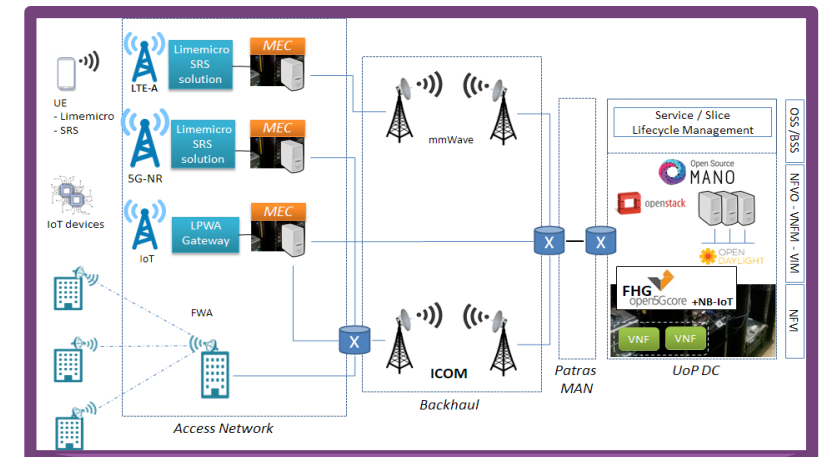 UE
- Limemicro
- SRS
IoT devices
LTE-A
Limemicro
SRS
solution
MEC
5G-NR
Limemicro
SRS
solution
MEC
IoT
LPWA
Gateway
MEC
FWA
X
Access Network
mmWave
ICOM
Backhaul
X
X
Patras
MAN
Service / Slice
Lifecycle Management
Open Source
MANO
openstack
OPEN
DAYLIGHT
FHG
open5Gcore
+NB-IoT
VNF
VNF
UoP DC
OSS /BSS
NFVO - VNFM - VIM
NFVI